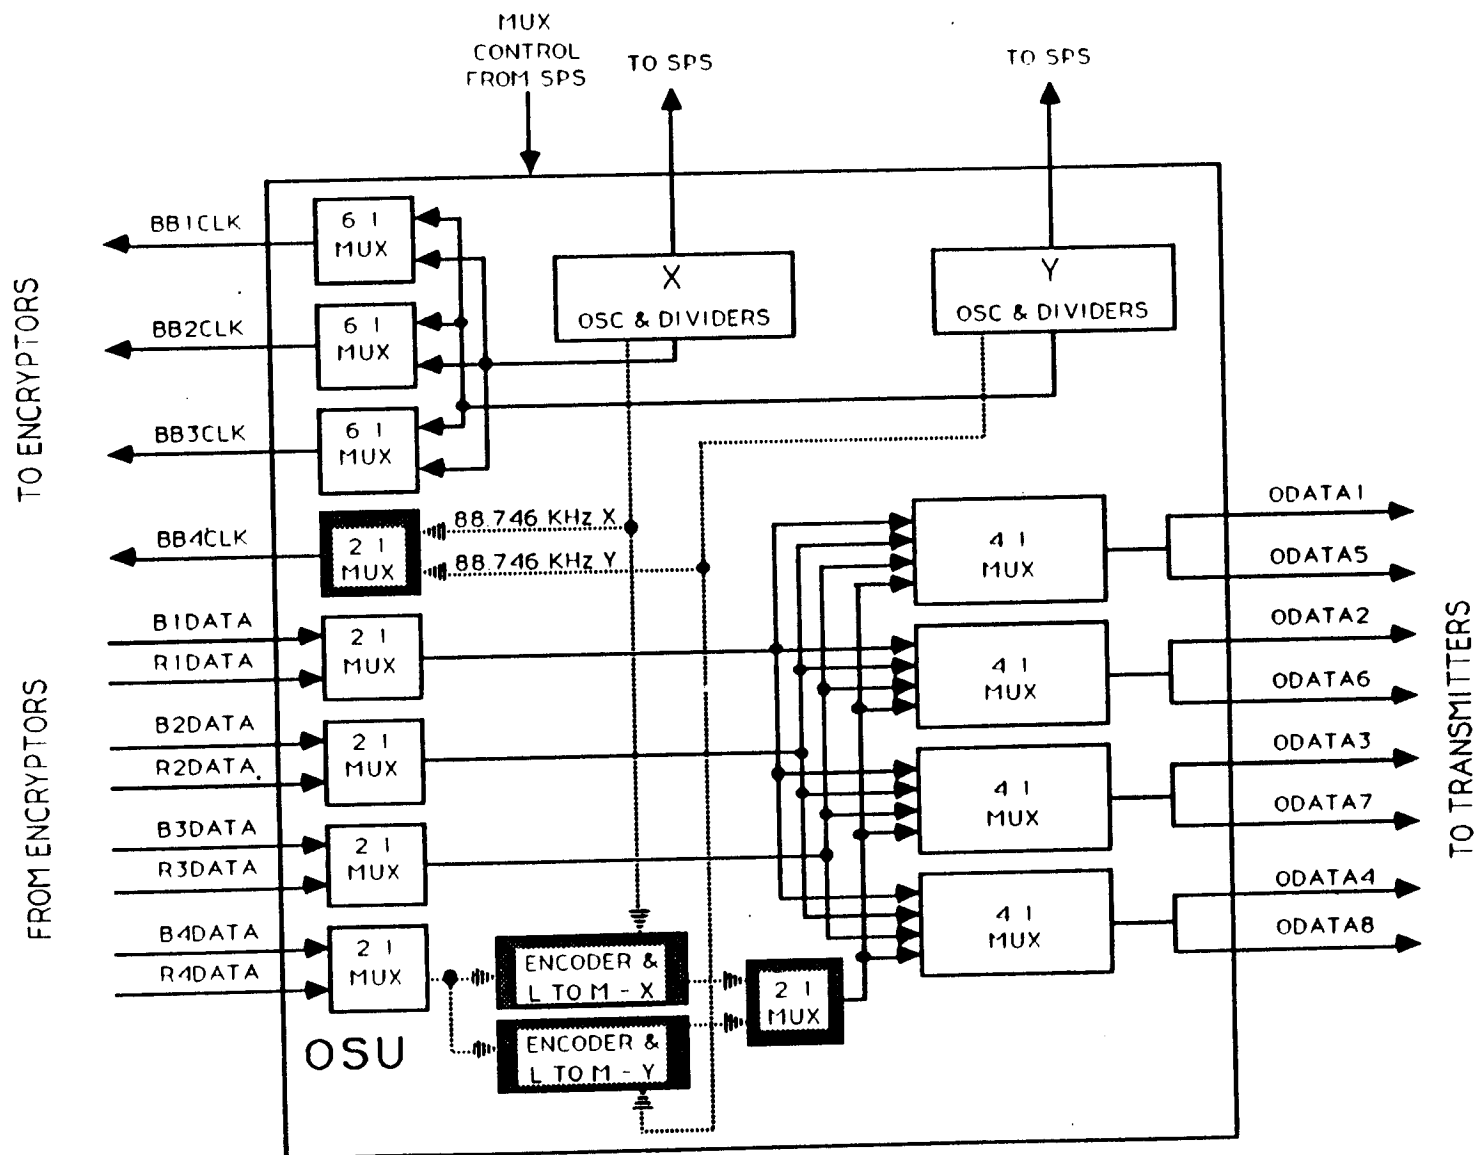 MUX
CONTROL
FROM SPS
TO SPS
TO SPS
TO ENCRYPTORS
BB1CLK
6 1
MUX
BB2CLK
6 1
MUX
BB3CLK
6 1
MUX
BB4CLK
2 1
MUX
X
OSC & DIVIDERS
Y
OSC & DIVIDERS
88.746 KHz X
88.746 KHz Y
FROM ENCRYPTORS
B1DATA
R1DATA
2 1
MUX
B2DATA
R2DATA
2 1
MUX
B3DATA
R3DATA
2 1
MUX
B4DATA
R4DATA
2 1
MUX
ENCODER &
L TO M - X
ENCODER &
L TO M - Y
2 1
MUX
OSU
4 1
MUX
4 1
MUX
4 1
MUX
4 1
MUX
ODATA1
ODATA5
ODATA2
ODATA6
ODATA3
ODATA7
ODATA4
ODATA8
TO TRANSMITTERS